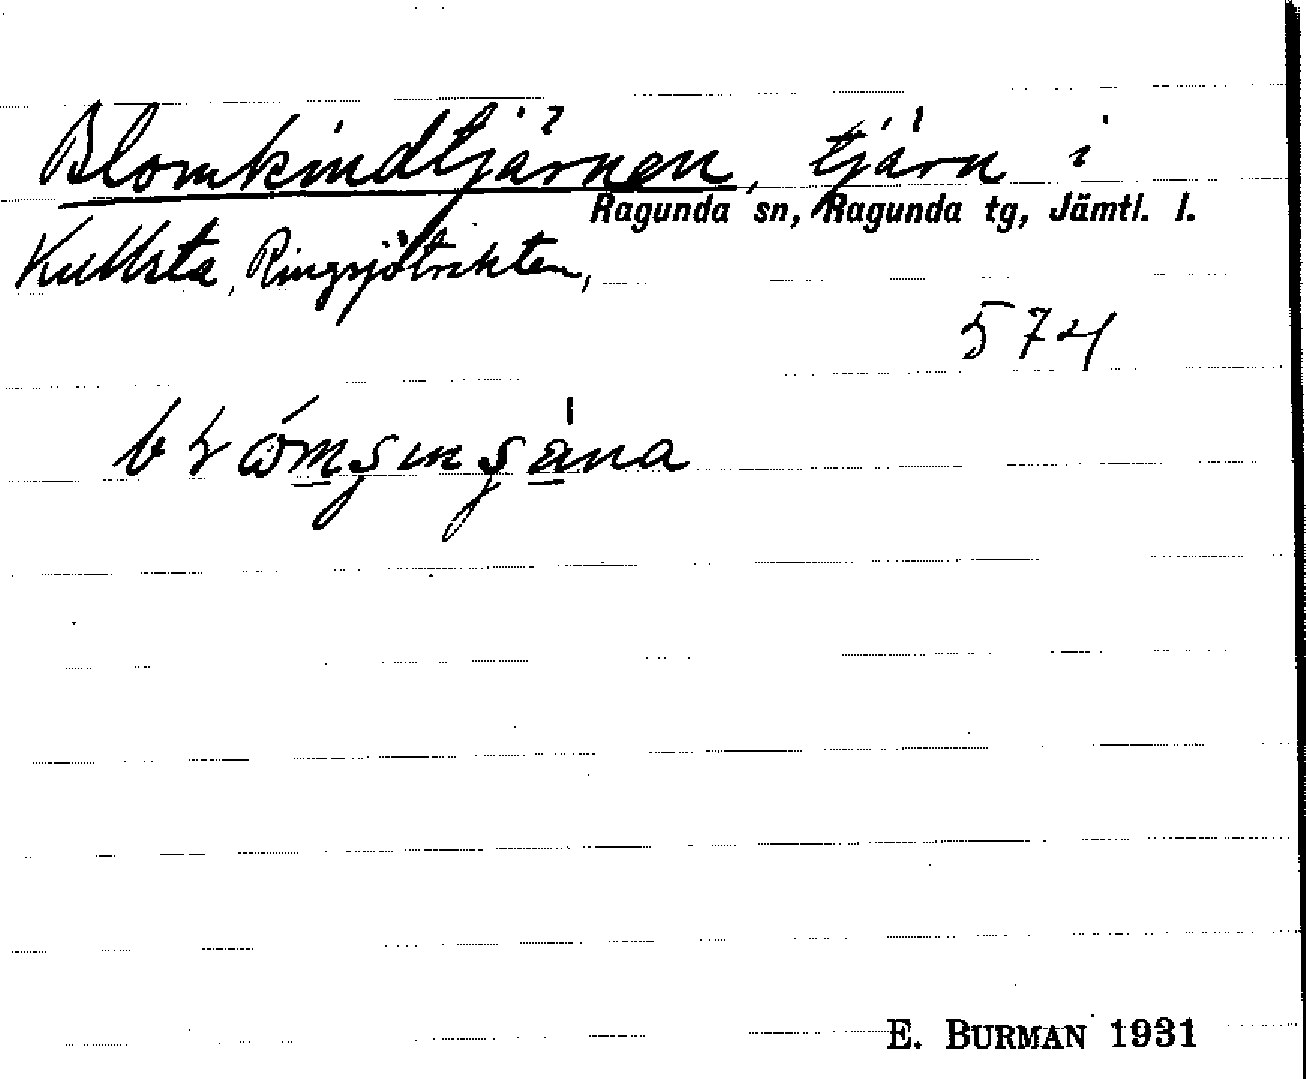 Blomkindtjärnen, tjärn i
Ragunda sn, Ragunda tg, Jämtl. l.
Kullsta, Ringsjötrakten,
574
E. BURMAN 1931